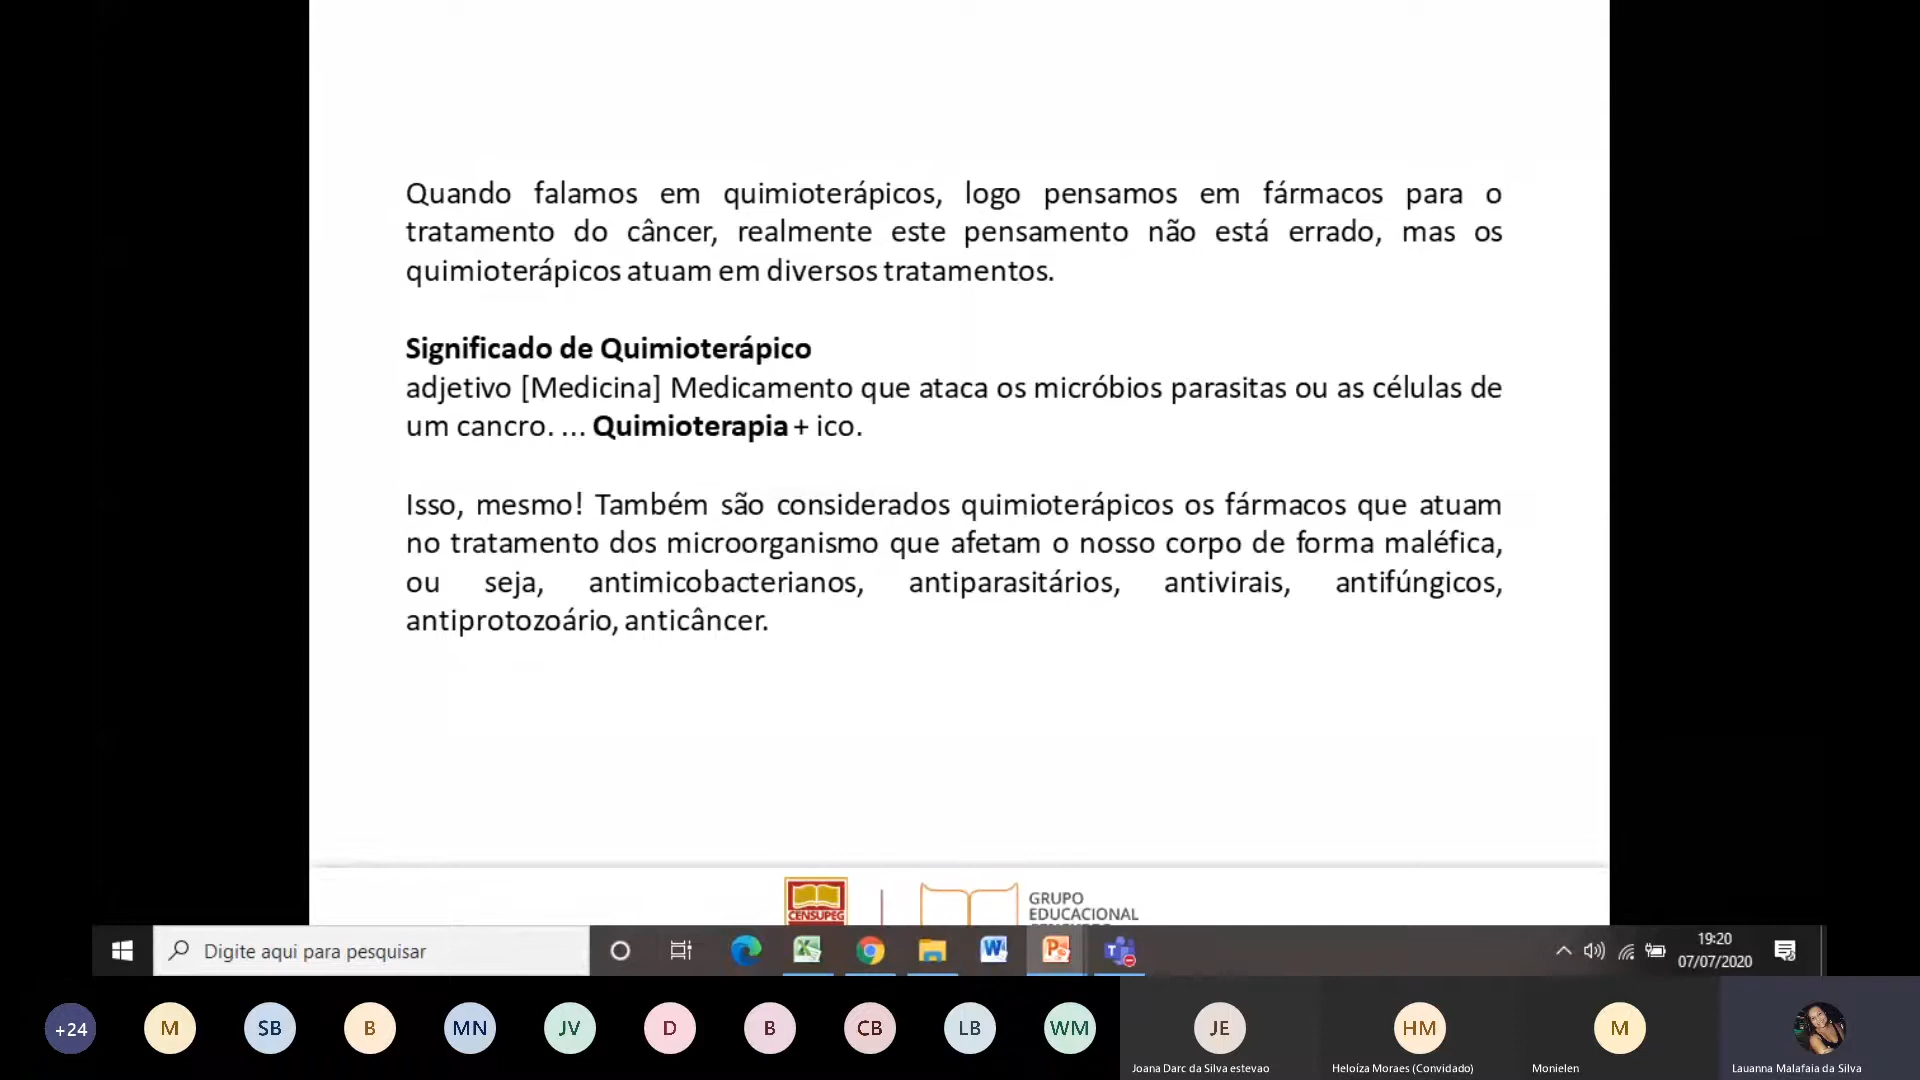 Quando falamos em quimioterápicos, logo pensamos em fármacos para o
tratamento do câncer, realmente este pensamento não está errado, mas os
quimioterápicos atuam em diversos tratamentos.
Significado de Quimioterápico
adjetivo [Medicina] Medicamento que ataca os micróbios parasitas ou as células de
um cancro. ... Quimioterapia + ico.
Isso, mesmo! Também são considerados quimioterápicos os fármacos que atuam
no tratamento dos microorganismo que afetam o nosso corpo de forma maléfica,
ou seja, antimicobacterianos, antiparasitários, antivirais, antifúngicos,
antiprotozoário, anticâncer.
CENSUPEG
GRUPO
EDUCACIONAL
Digite aqui para pesquisar
19:20
07/07/2020
+24 M SB B MN JV D B CB LB WM JE HM M
Joana Darc da Silva estevao
Heloíza Moraes (Convidado)
Monielen
Lauanna Malafaia da Silva